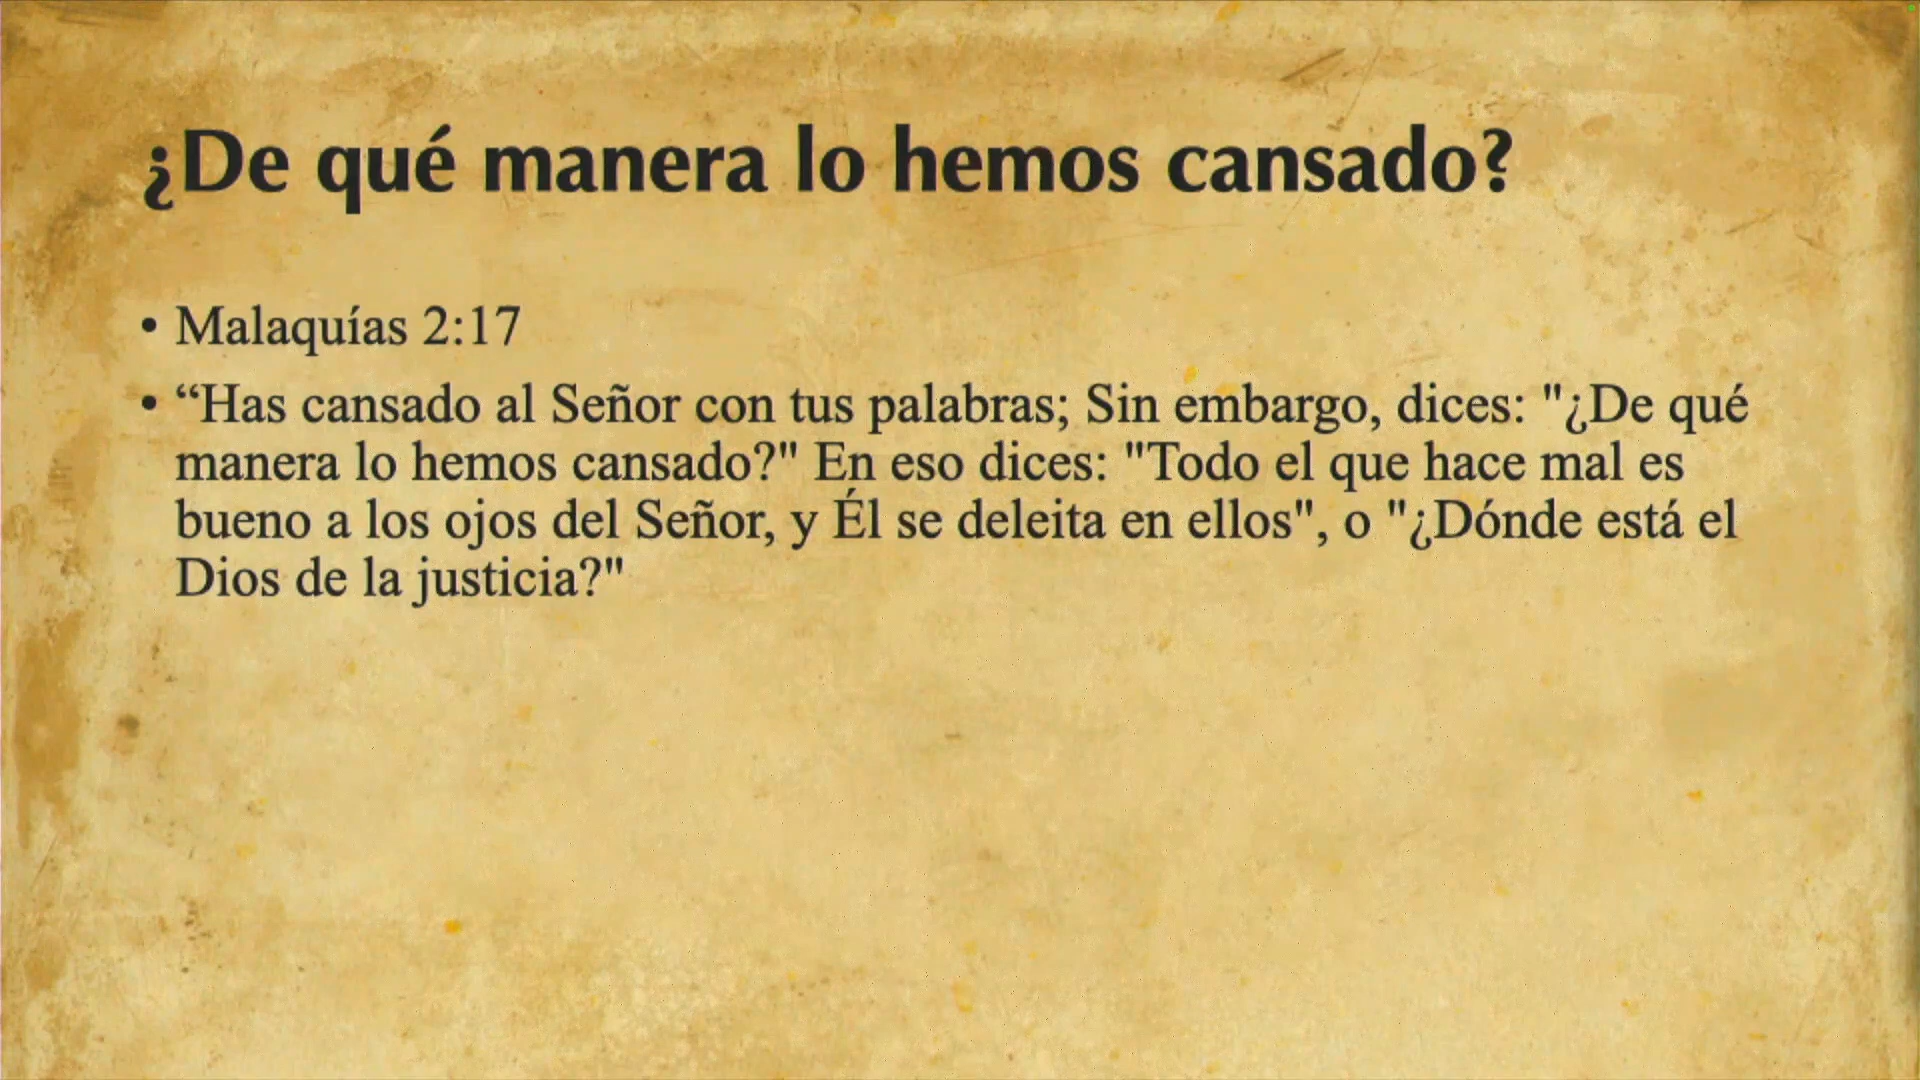 ¿De qué manera lo hemos cansado?
• Malaquías 2:17
• “Has cansado al Señor con tus palabras; Sin embargo, dices: "¿De qué
manera lo hemos cansado?" En eso dices: "Todo el que hace mal es
bueno a los ojos del Señor, y Él se deleita en ellos", o "¿Dónde está el
Dios de la justicia?"